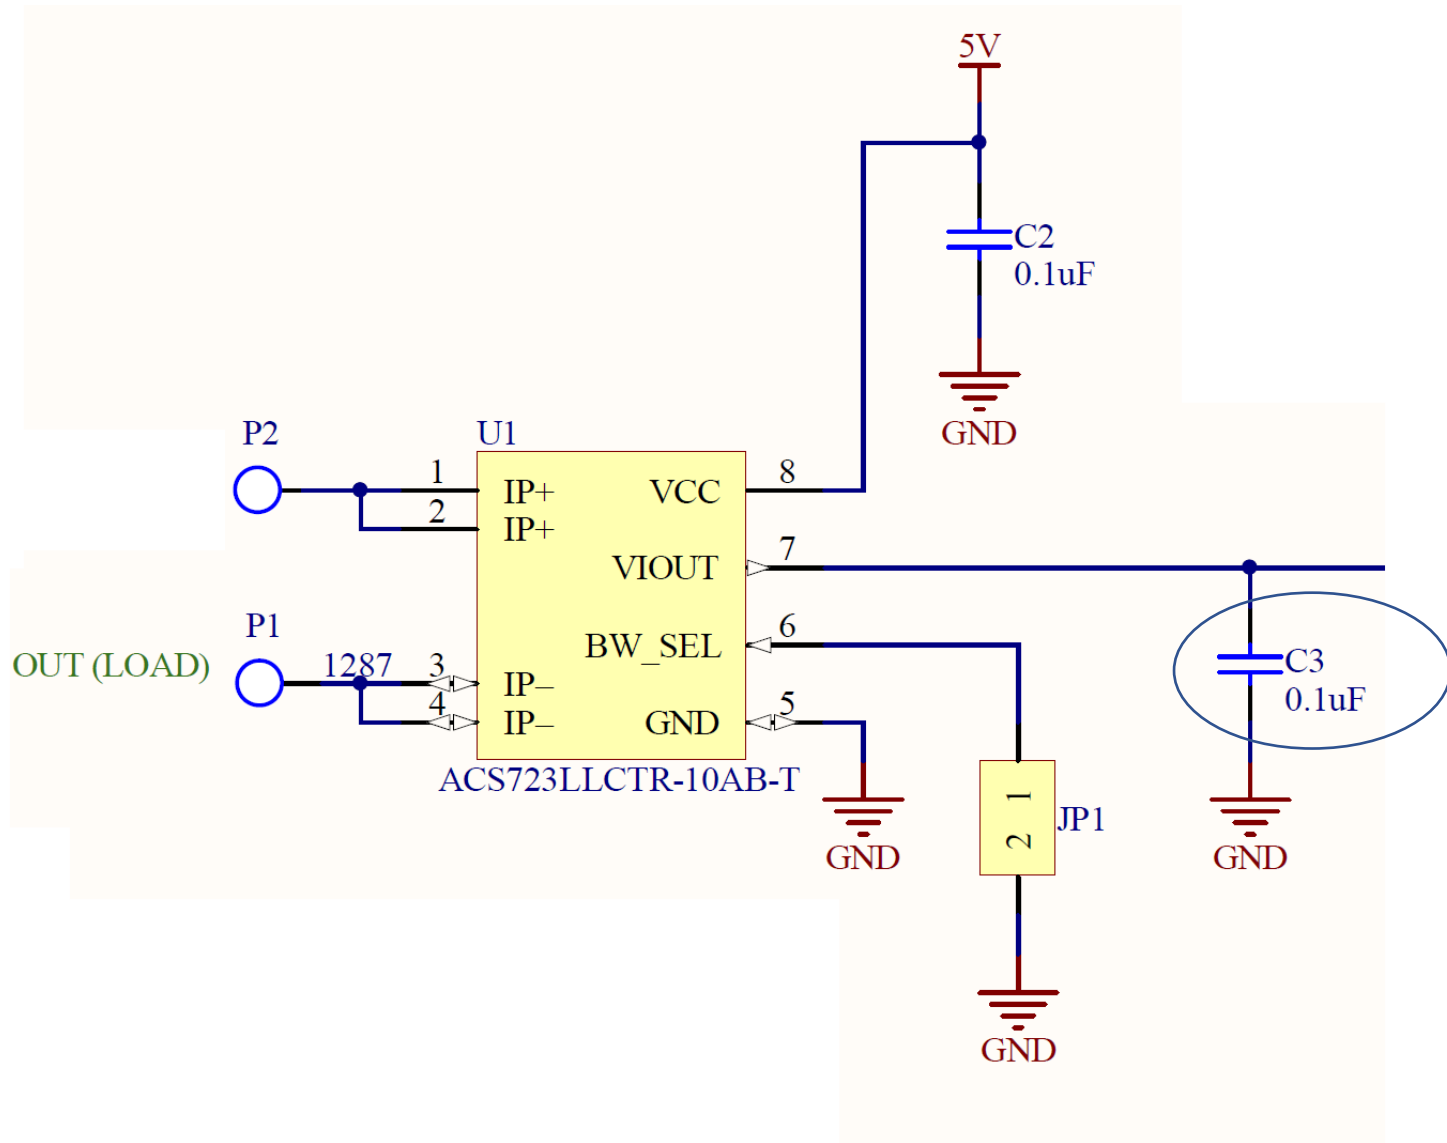 5V
C2
0.1uF
GND
P2
U1
1
IP+
VCC
8
2
IP+
7
VIOUT
P1
6
BW_SEL
OUT (LOAD)
1287
3
IP−
C3
0.1uF
4
IP−
GND
5
ACS723LLCTR-10AB-T
1
2
JP1
GND
GND
GND